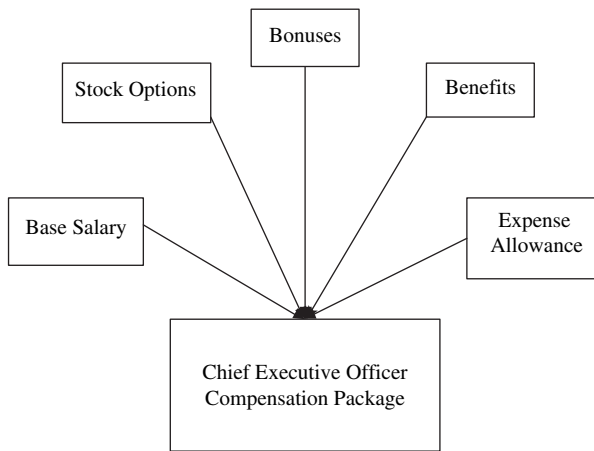 Bonuses
Stock Options
Benefits
Base Salary
Expense
Allowance
Chief Executive Officer
Compensation Package